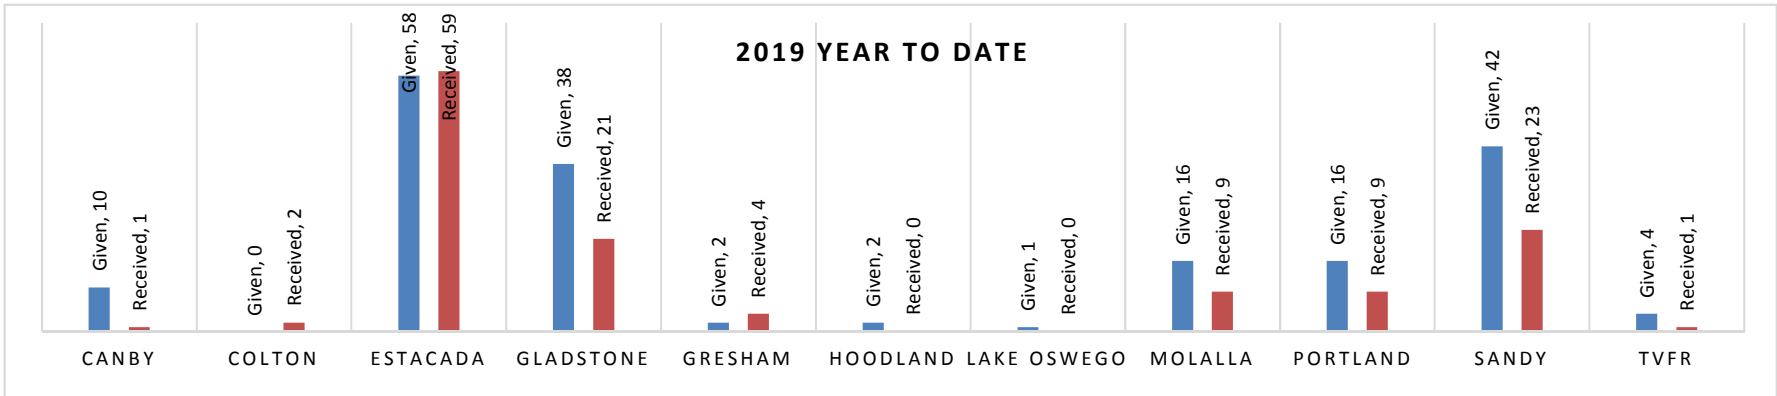 2019 YEAR TO DATE
Given, 10
Received, 1
Given, 0
Received, 2
Given, 58
Received, 59
Given, 38
Received, 21
Given, 2
Received, 4
Given, 2
Received, 0
Given, 1
Received, 0
Given, 16
Received, 9
Given, 16
Received, 9
Given, 42
Received, 23
Given, 4
Received, 1
CANBY COLTON ESTACADA GLADSTONE GRESHAM HOODLAND LAKE OSWEGO MOLALLA PORTLAND SANDY TVFR